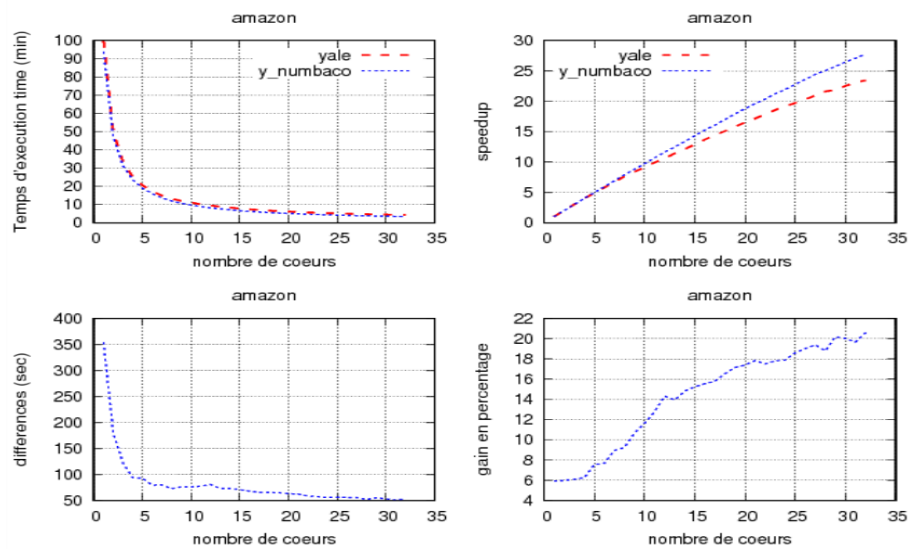 amazon
Temps d'execution time (min)
100
90
80
70
60
50
40
30
20
10
0
yale
y_numbaco
0 5 10 15 20 25 30 35
nombre de coeurs
amazon
speedup
30
25
20
15
10
5
0
yale
y_numbaco
0 5 10 15 20 25 30 35
nombre de coeurs
amazon
differences (sec)
400
350
300
250
200
150
100
50
0 5 10 15 20 25 30 35
nombre de coeurs
amazon
gain en percentage
22
20
18
16
14
12
10
8
6
4
0 5 10 15 20 25 30 35
nombre de coeurs